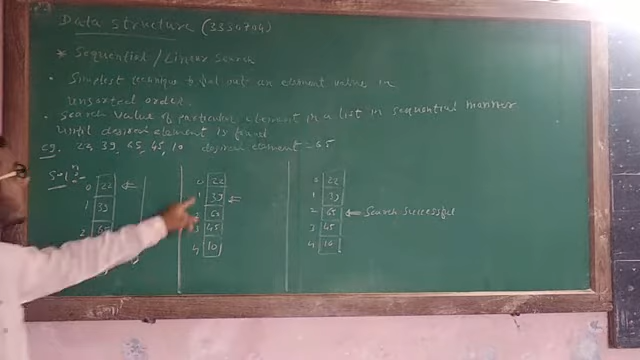 Data Structure (3334704)
* Sequential / Linear Search
• Simplest technique to find out an element value in
unsorted order.
• Search value of particular element in a list in sequential manner
until desired element is found
eg. 22, 39, 65, 45, 10 desired element = 65
Soln:-
0 22
1 39
2 65
0 22
1 39
2 65
3 45
4 10
0 22
1 39
2 65 ⇐ Search Successful
3 45
4 10